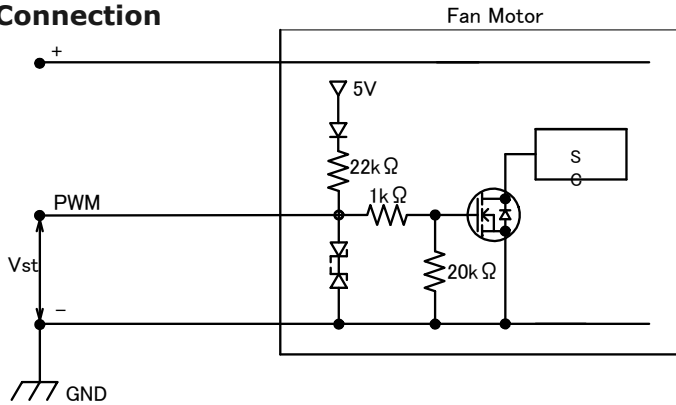 Connection
Fan Motor
+
5V
22kΩ
1kΩ
PWM
S
Vst
20kΩ
−
GND